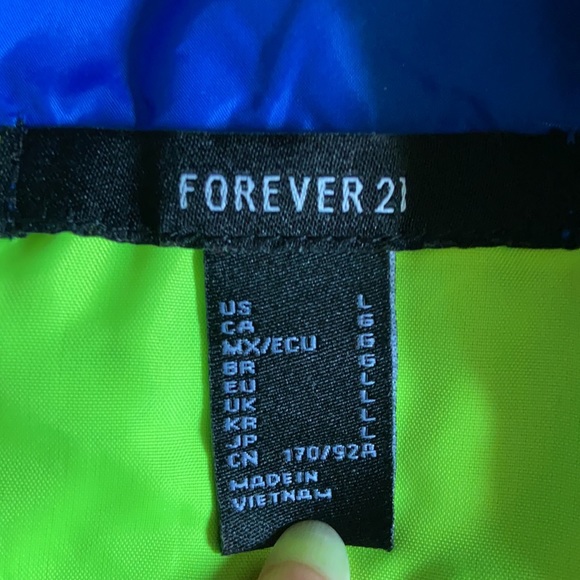 FOREVER 21
US L
CA G
MX/ECU G
BR G
EU L
UK L
KR L
JP L
CN 170/92A
MADE IN
VIETNAM